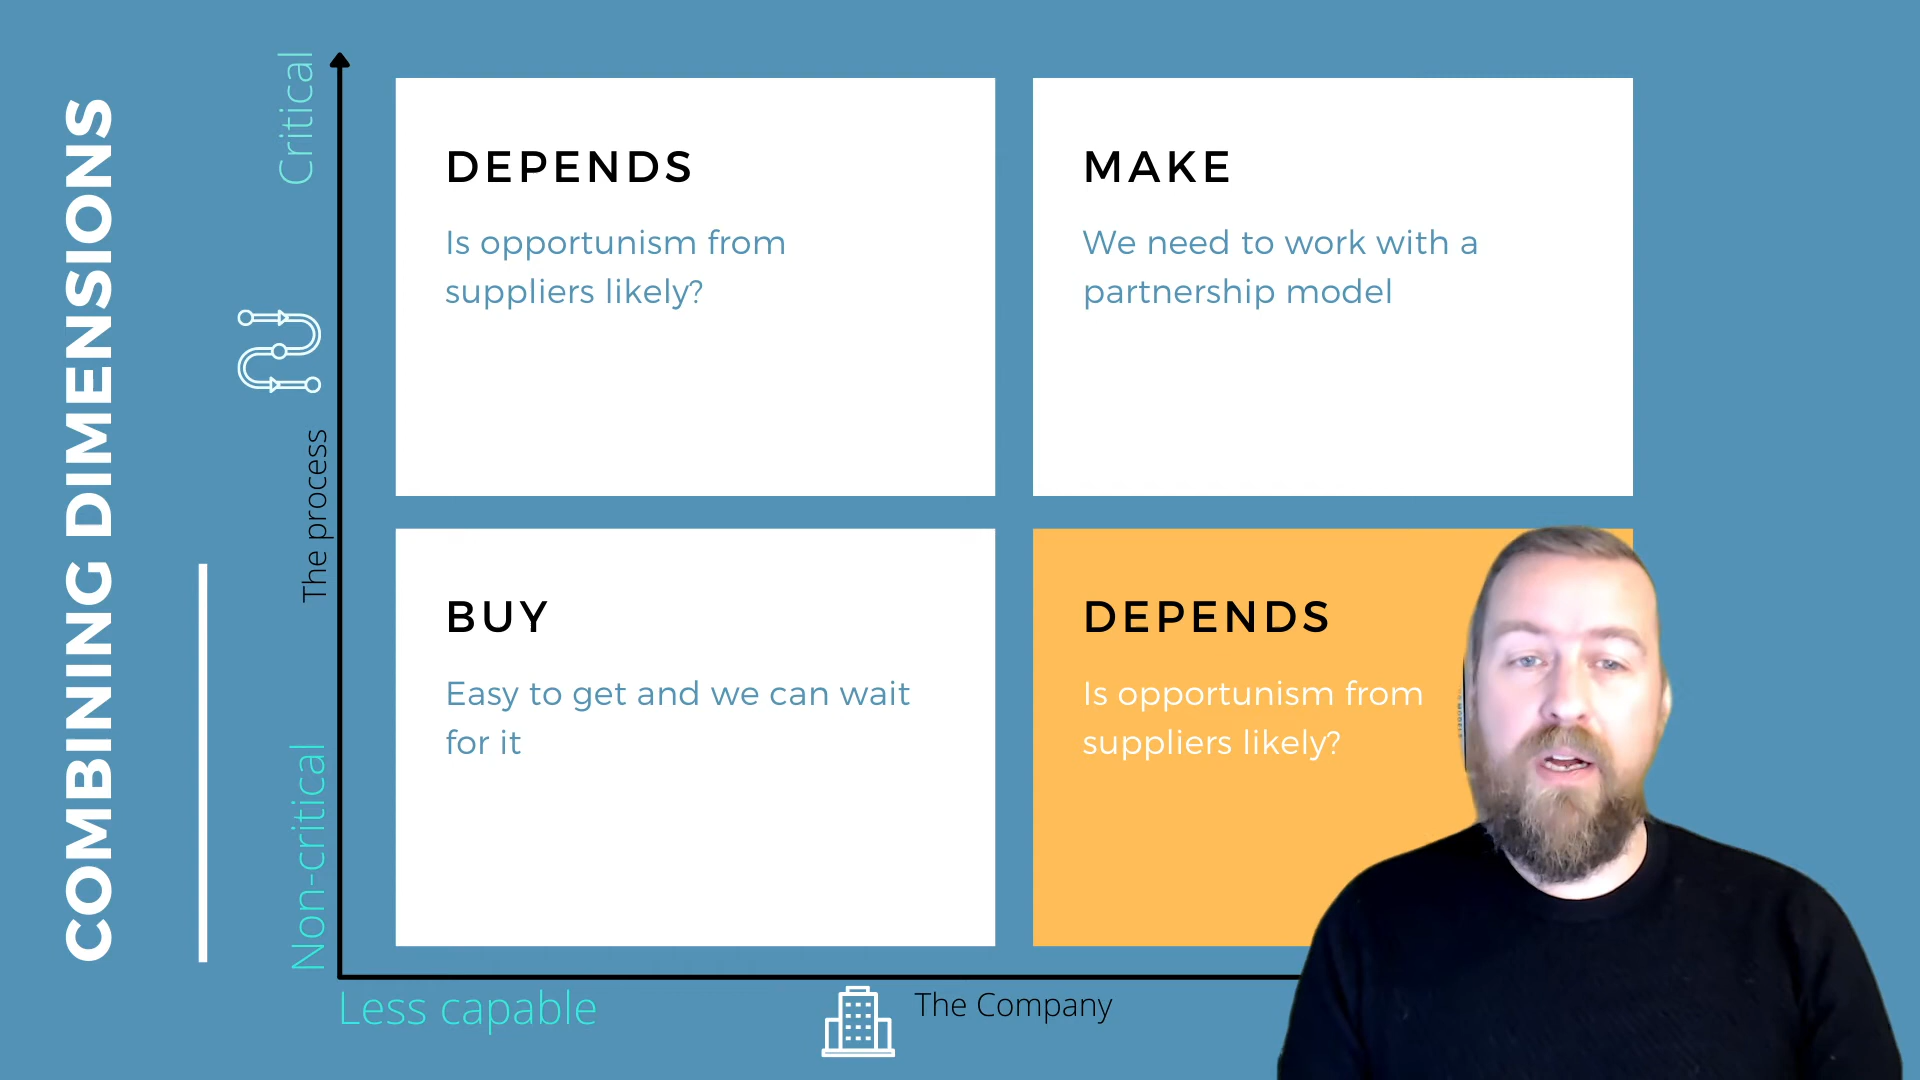 COMBINING DIMENSIONS
Critical
The process
Non-critical
DEPENDS
Is opportunism from
suppliers likely?
MAKE
We need to work with a
partnership model
BUY
Easy to get and we can wait
for it
DEPENDS
Is opportunism from
suppliers likely?
Less capable
The Company